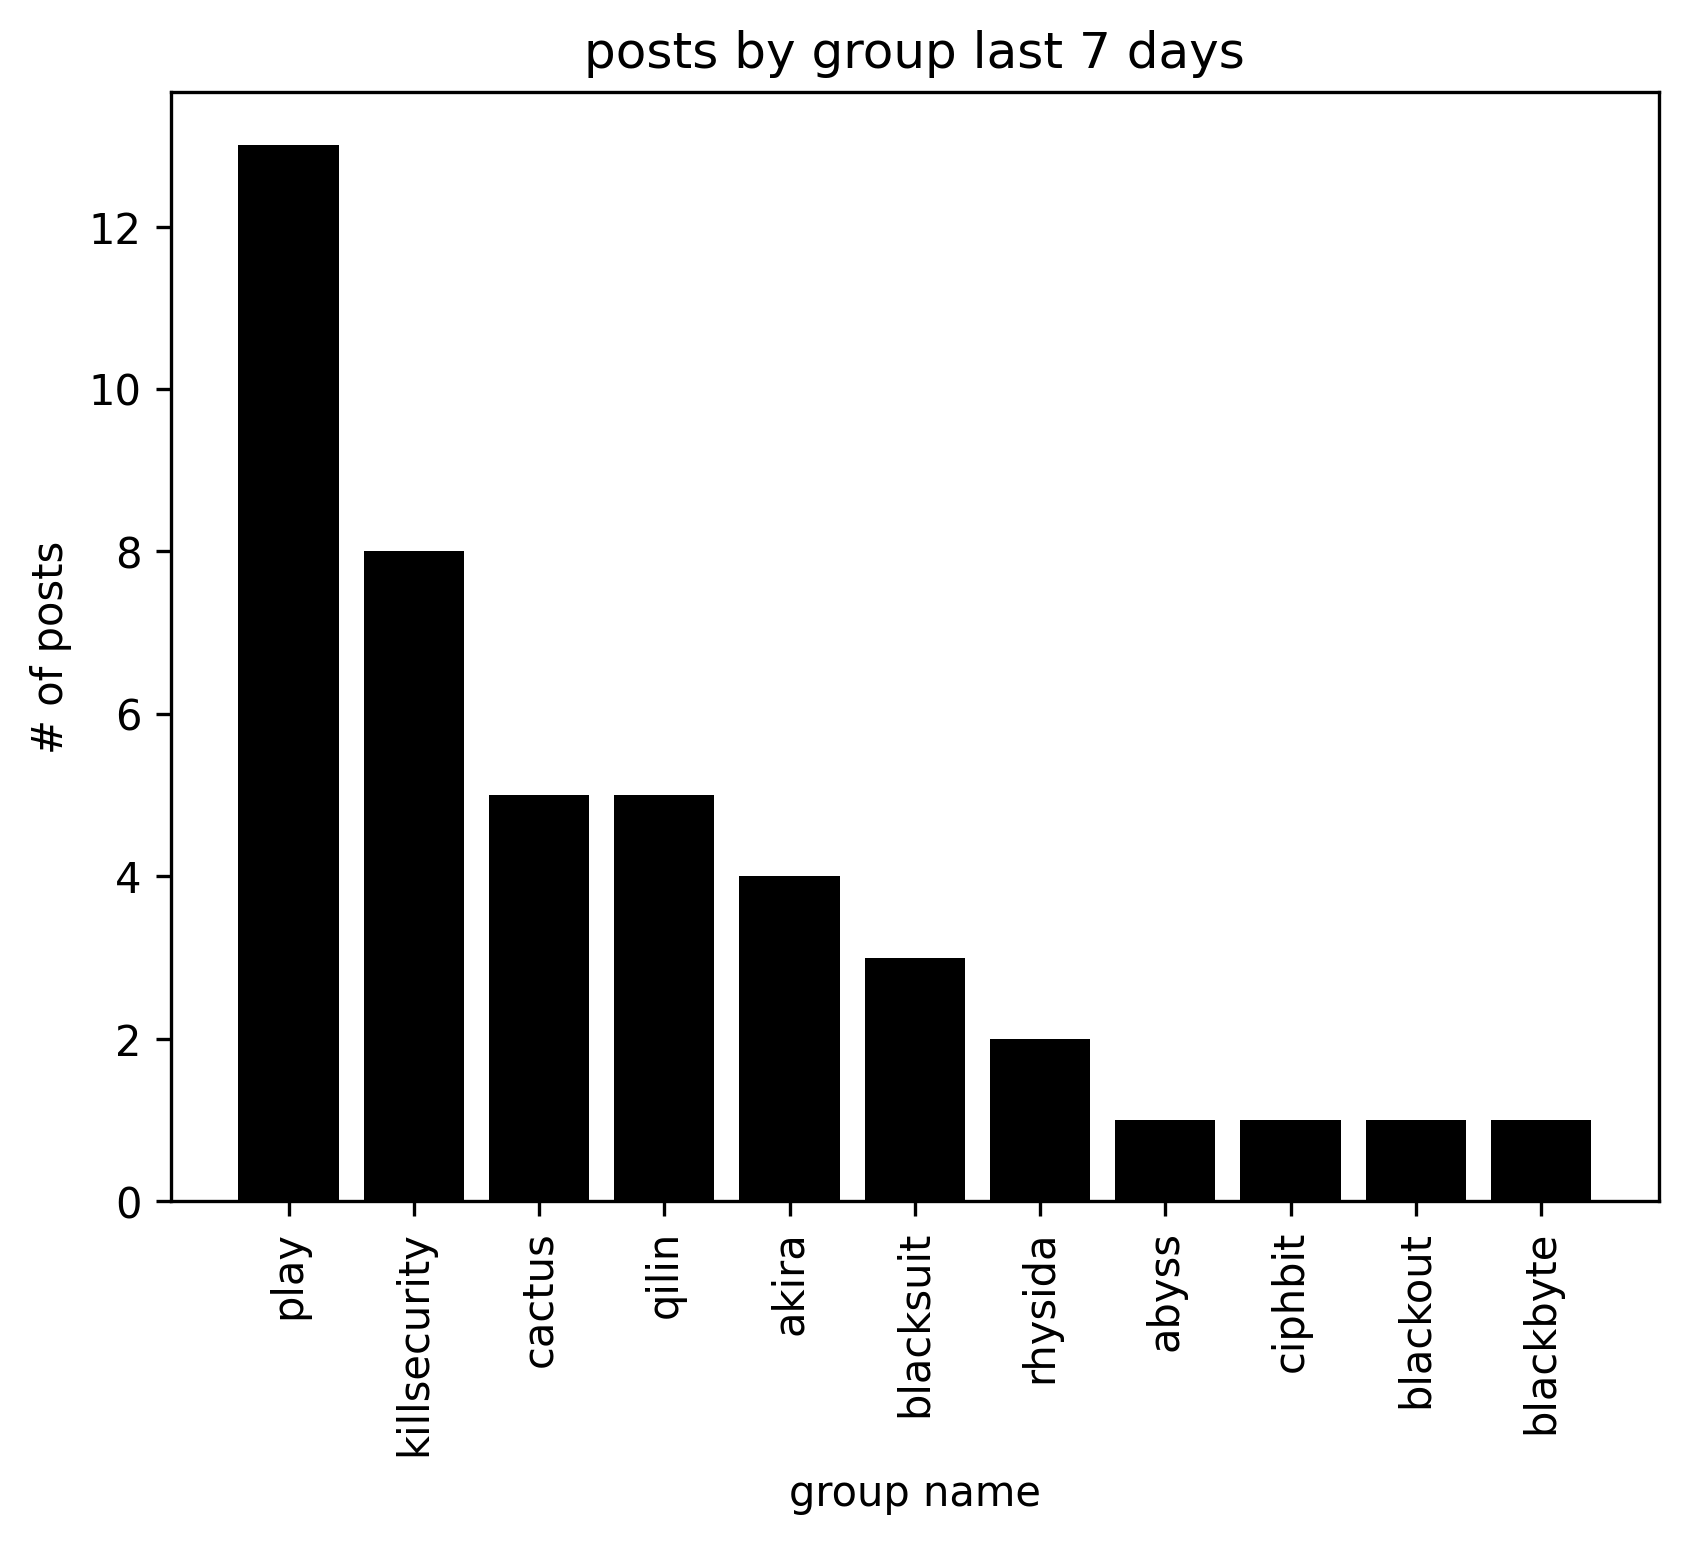 posts by group last 7 days
12
10
8
6
4
2
0
# of posts
play
killsecurity
cactus
qilin
akira
blacksuit
rhysida
abyss
ciphbit
blackout
blackbyte
group name